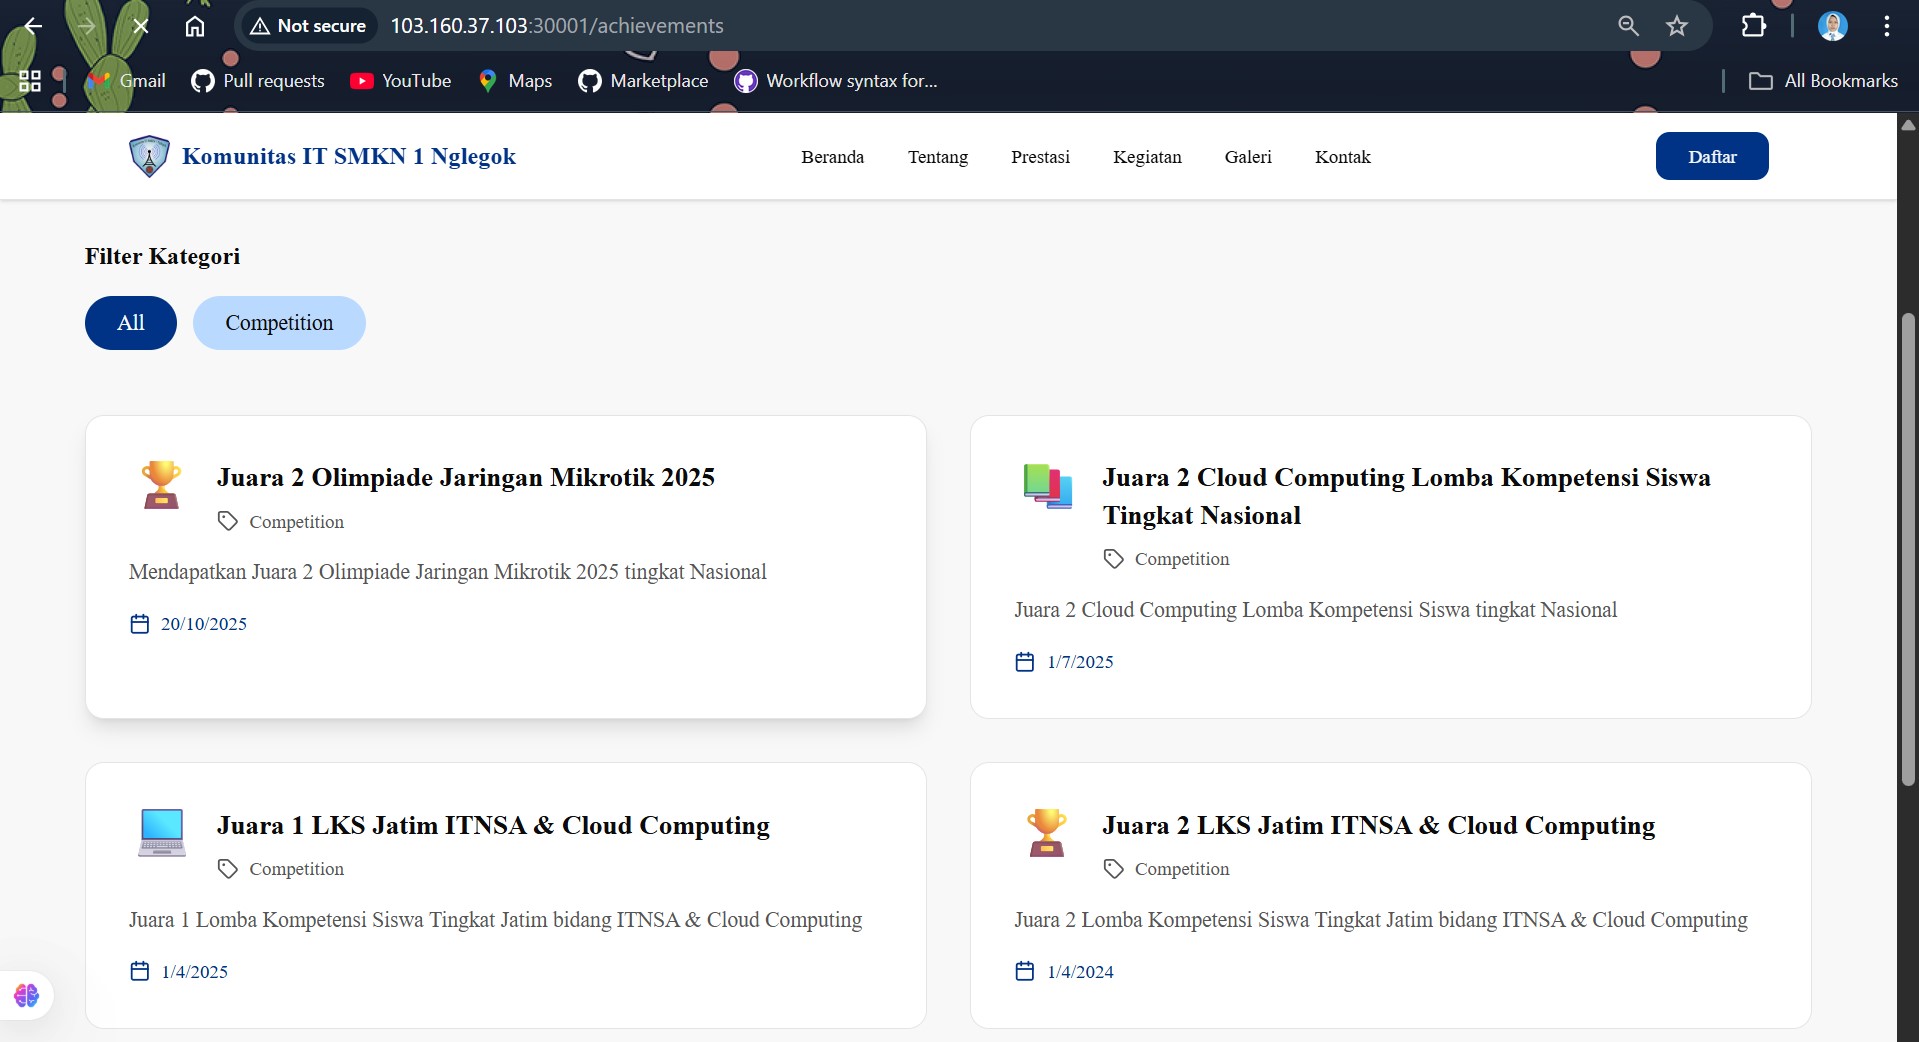 Not secure
103.160.37.103:30001/achievements
Gmail
Pull requests
YouTube
Maps
Marketplace
Workflow syntax for...
All Bookmarks
Komunitas IT SMKN 1 Nglegok
Beranda
Tentang
Prestasi
Kegiatan
Galeri
Kontak
Daftar
Filter Kategori
All
Competition
Juara 2 Olimpiade Jaringan Mikrotik 2025
Competition
Mendapatkan Juara 2 Olimpiade Jaringan Mikrotik 2025 tingkat Nasional
20/10/2025
Juara 2 Cloud Computing Lomba Kompetensi Siswa
Tingkat Nasional
Competition
Juara 2 Cloud Computing Lomba Kompetensi Siswa tingkat Nasional
1/7/2025
Juara 1 LKS Jatim ITNSA & Cloud Computing
Competition
Juara 1 Lomba Kompetensi Siswa Tingkat Jatim bidang ITNSA & Cloud Computing
1/4/2025
Juara 2 LKS Jatim ITNSA & Cloud Computing
Competition
Juara 2 Lomba Kompetensi Siswa Tingkat Jatim bidang ITNSA & Cloud Computing
1/4/2024